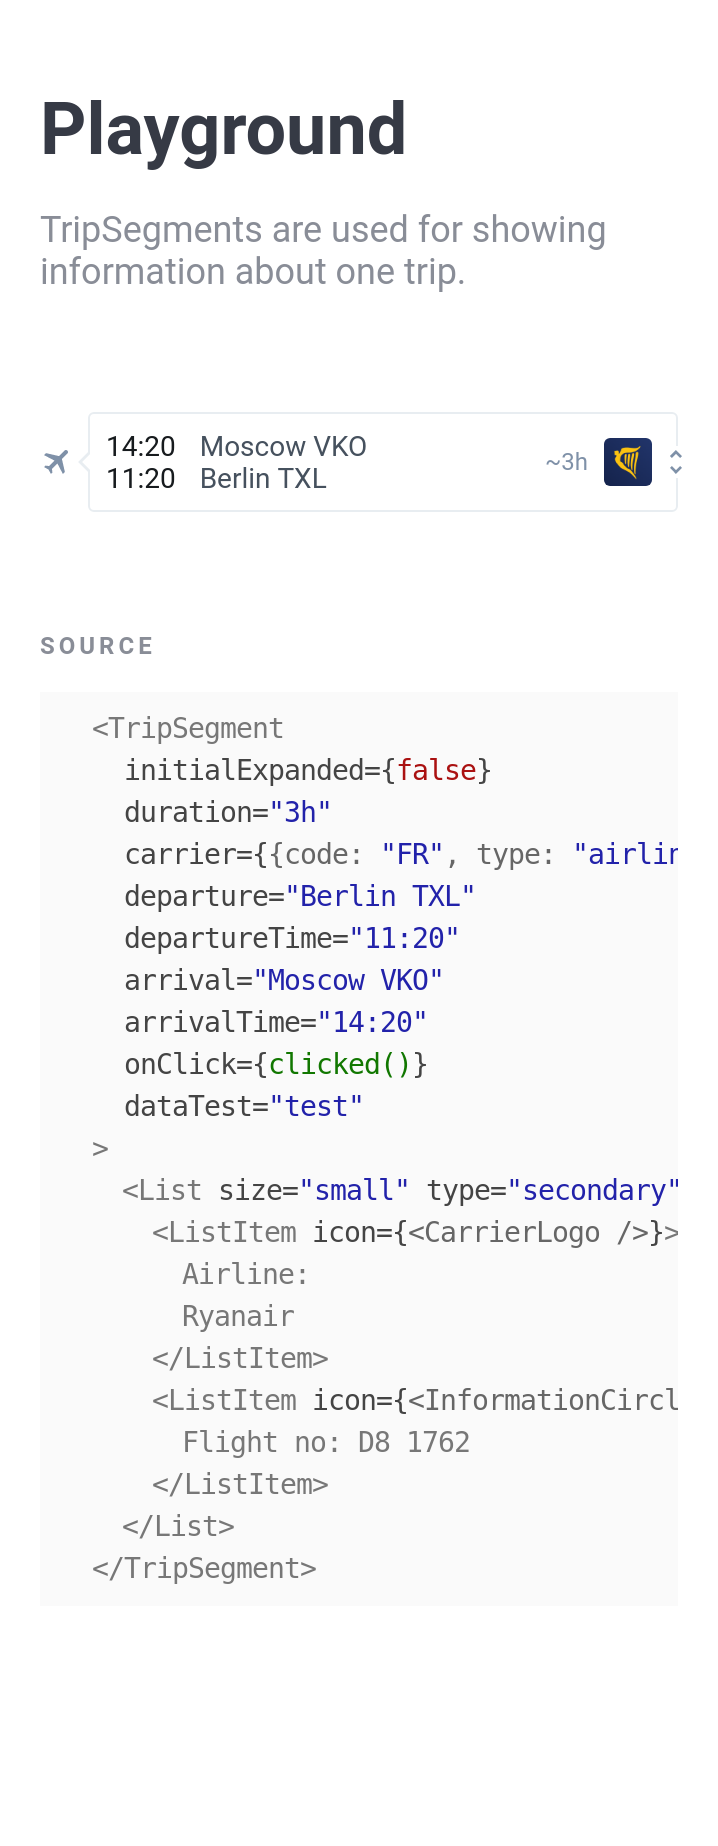 Playground
TripSegments are used for showing
information about one trip.
14:20 Moscow VKO
11:20 Berlin TXL
~3h
SOURCE
<TripSegment
initialExpanded={false}
duration="3h"
carrier={{code: "FR", type: "airlin
departure="Berlin TXL"
departureTime="11:20"
arrival="Moscow VKO"
arrivalTime="14:20"
onClick={clicked()}
dataTest="test"
>
<List size="small" type="secondary"
<ListItem icon={<CarrierLogo />}>
Airline:
Ryanair
</ListItem>
<ListItem icon={<InformationCircl
Flight no: D8 1762
</ListItem>
</List>
</TripSegment>